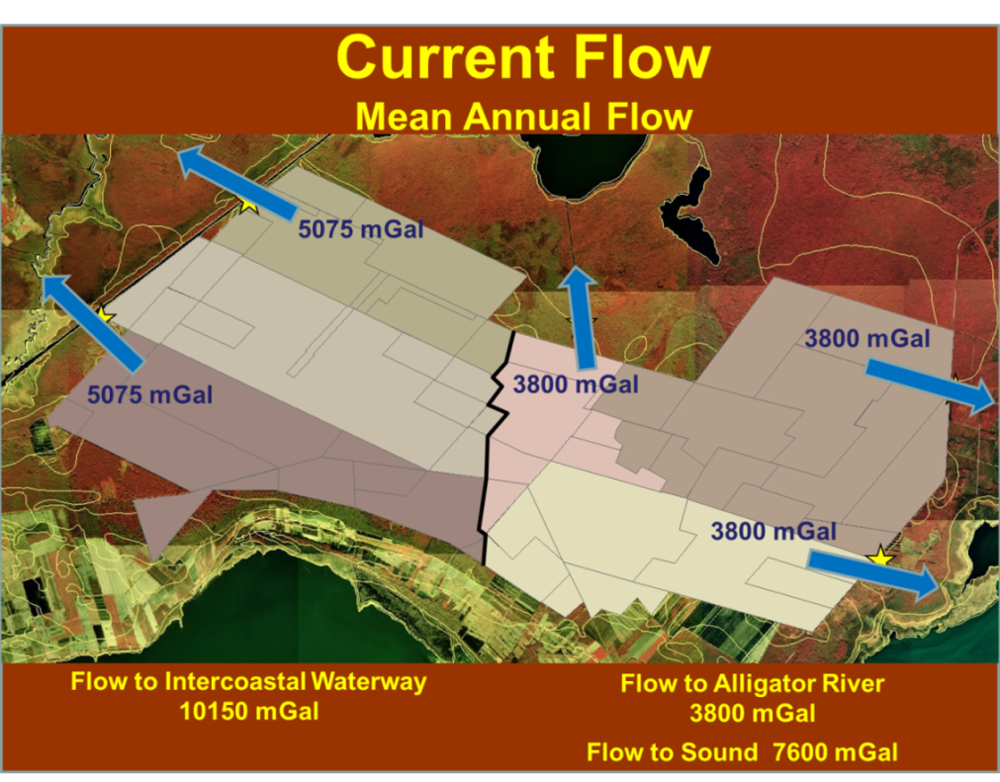 Current Flow
Mean Annual Flow
5075 mGal
5075 mGal
3800 mGal
3800 mGal
3800 mGal
Flow to Intercoastal Waterway
10150 mGal
Flow to Alligator River
3800 mGal
Flow to Sound 7600 mGal